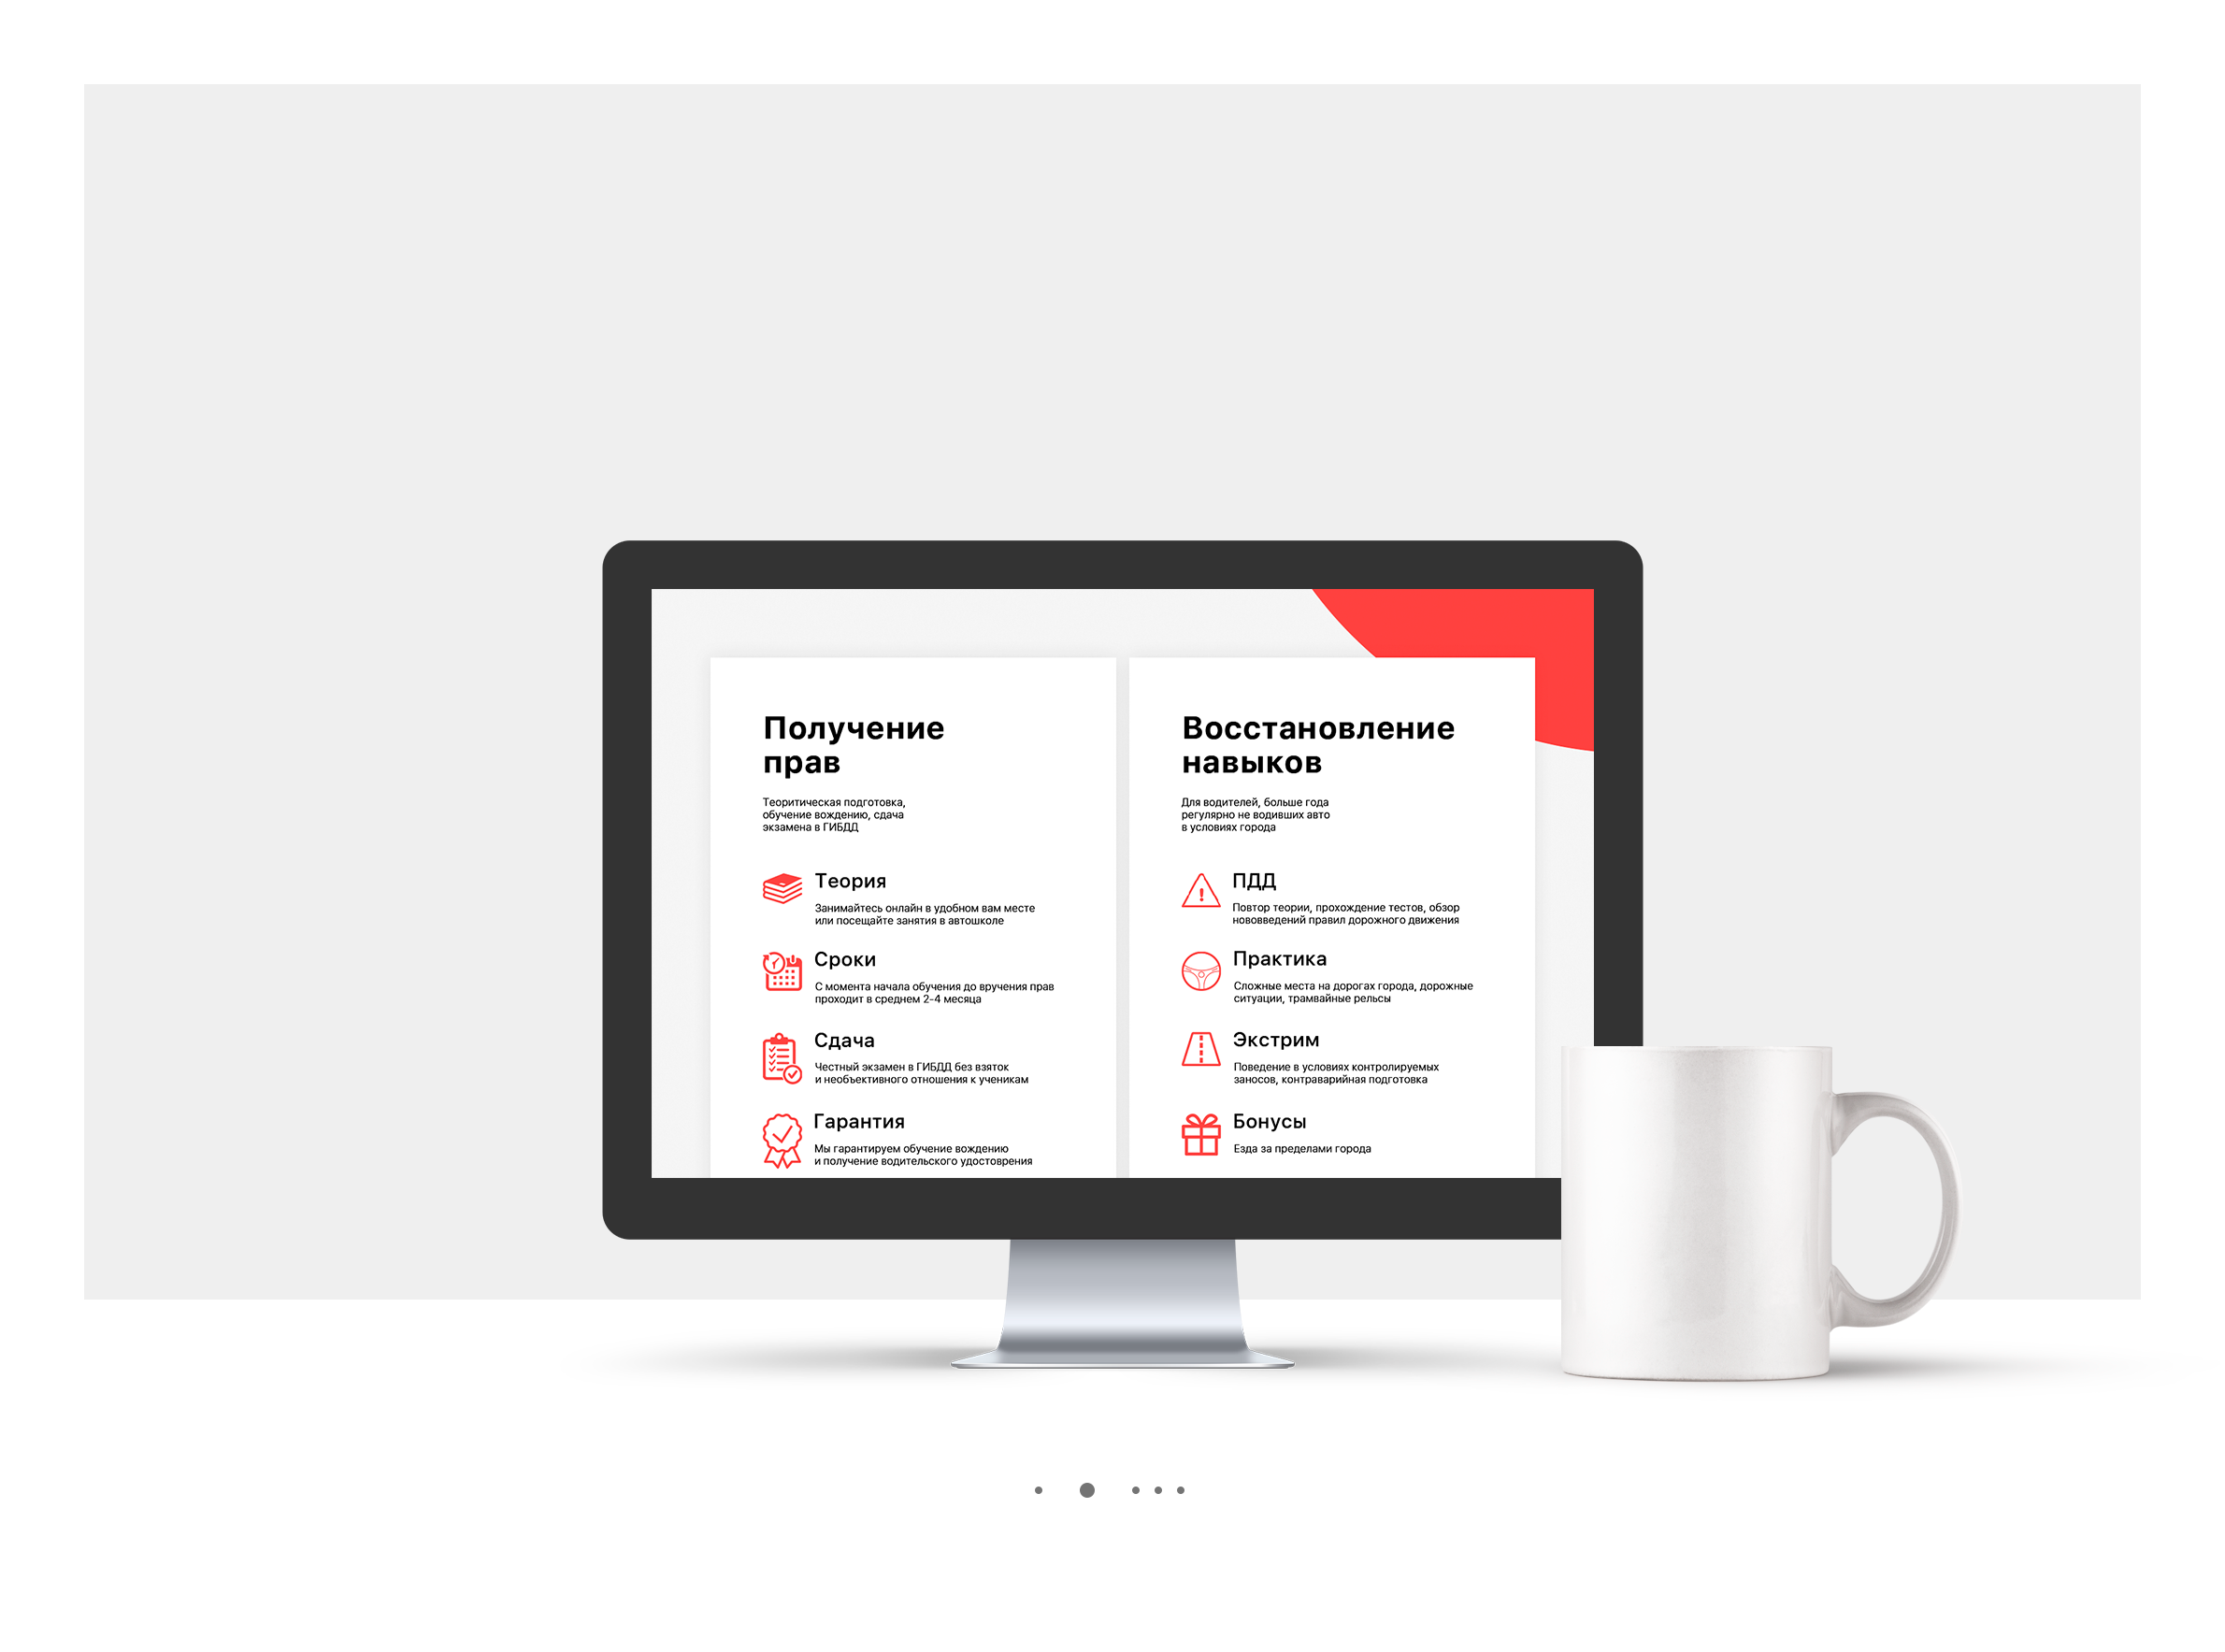 Получение
прав
Теоритическая подготовка,
обучение вождению, сдача
экзамена в ГИБДД
Теория
Занимайтесь онлайн в удобном вам месте
или посещайте занятия в автошколе
Сроки
С момента начала обучения до вручения прав
проходит в среднем 2-4 месяца
Сдача
Честный экзамен в ГИБДД без взяток
и необъективного отношения к ученикам
Гарантия
Мы гарантируем обучение вождению
и получение водительского удостоврения
Восстановление
навыков
Для водителей, больше года
регулярно не водивших авто
в условиях города
ПДД
Повтор теории, прохождение тестов, обзор
нововведений правил дорожного движения
Практика
Сложные места на дорогах города, дорожные
ситуации, трамвайные рельсы
Экстрим
Поведение в условиях контролируемых
заносов, контраварийная подготовка
Бонусы
Езда за пределами города